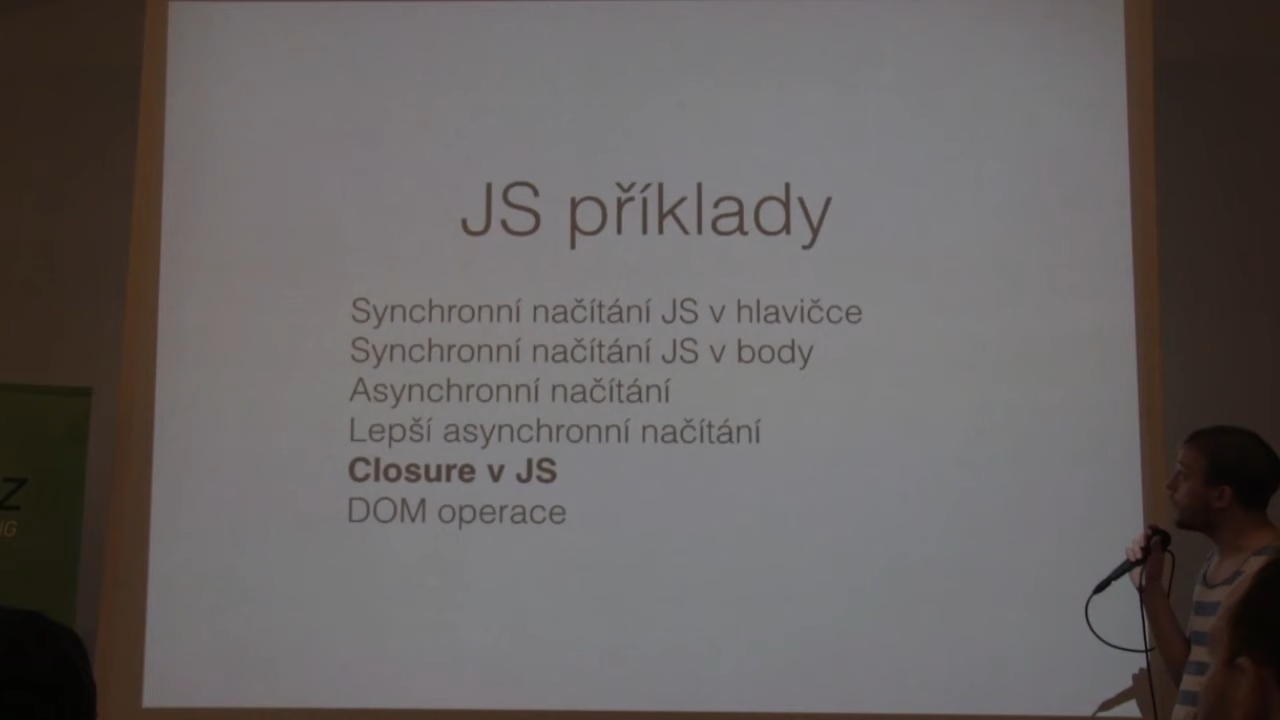 JS příklady
Synchronní načítání JS v hlavičce
Synchronní načítání JS v body
Asynchronní načítání
Lepší asynchronní načítání
Closure v JS
DOM operace